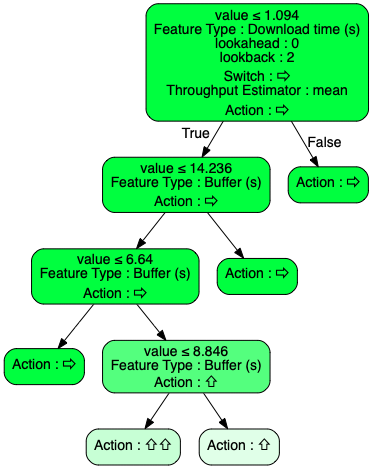 value ≤ 1.094
Feature Type : Download time (s)
lookahead : 0
lookback : 2
Switch : ⇨
Throughput Estimator : mean
Action : ⇨
True
False
value ≤ 14.236
Feature Type : Buffer (s)
Action : ⇨
Action : ⇨
value ≤ 6.64
Feature Type : Buffer (s)
Action : ⇨
Action : ⇨
Action : ⇨
value ≤ 8.846
Feature Type : Buffer (s)
Action : ⇧
Action : ⇧⇧
Action : ⇧